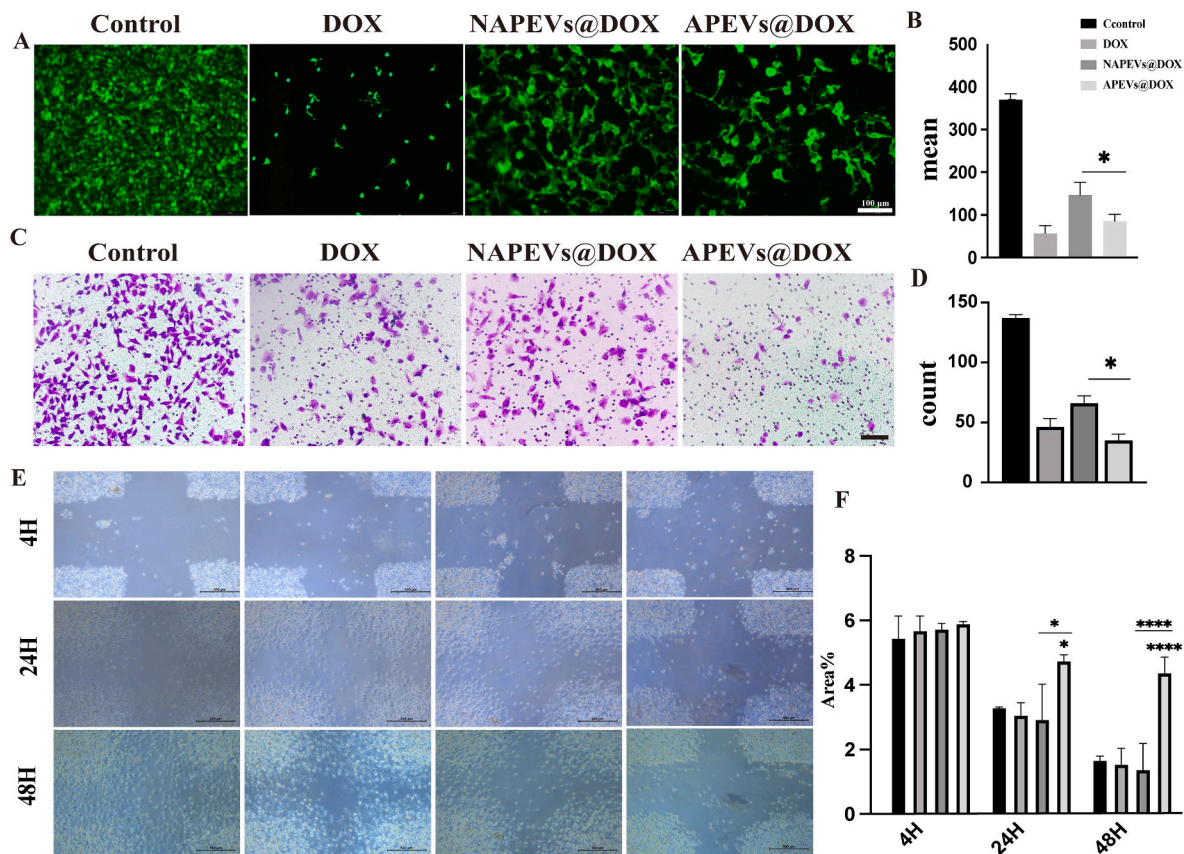 A
Control DOX NAPEVs@DOX APEVs@DOX
100 µm
B
Ccontrol
DOX
NAPEVs@DOX
APEVs@DOX
500
400
300
200
100
0
mean
*
C
Control DOX NAPEVs@DOX APEVs@DOX
D
150
100
50
0
count
*
E
4H
24H
48H
F
8
6
4
2
0
Area%
* ****
* ****
4H 24H 48H